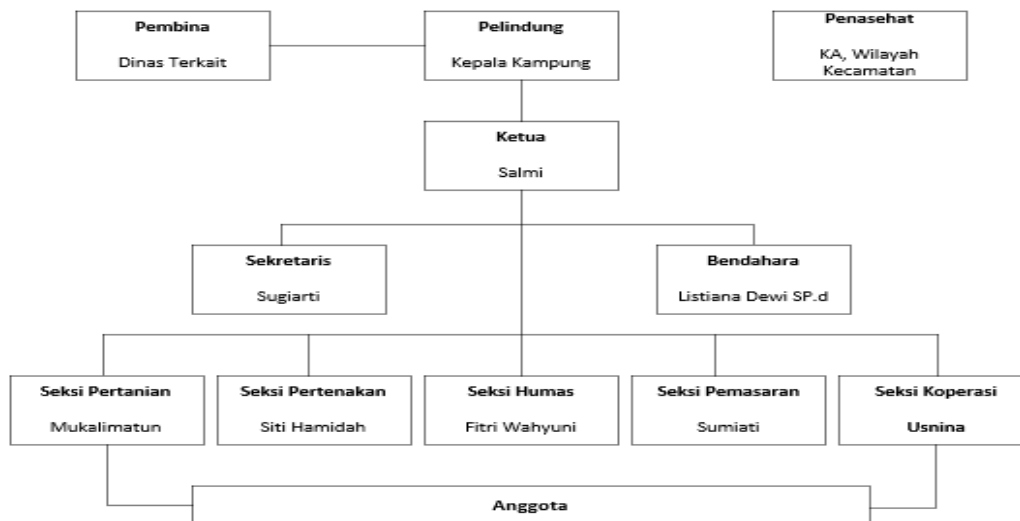 Pembina
Dinas Terkait
Pelindung
Kepala Kampung
Penasehat
KA, Wilayah
Kecamatan
Ketua
Salmi
Sekretaris
Sugiarti
Bendahara
Listiana Dewi SP.d
Seksi Pertanian
Mukalimatun
Seksi Pertenakan
Siti Hamidah
Seksi Humas
Fitri Wahyuni
Seksi Pemasaran
Sumiati
Seksi Koperasi
Usnina
Anggota